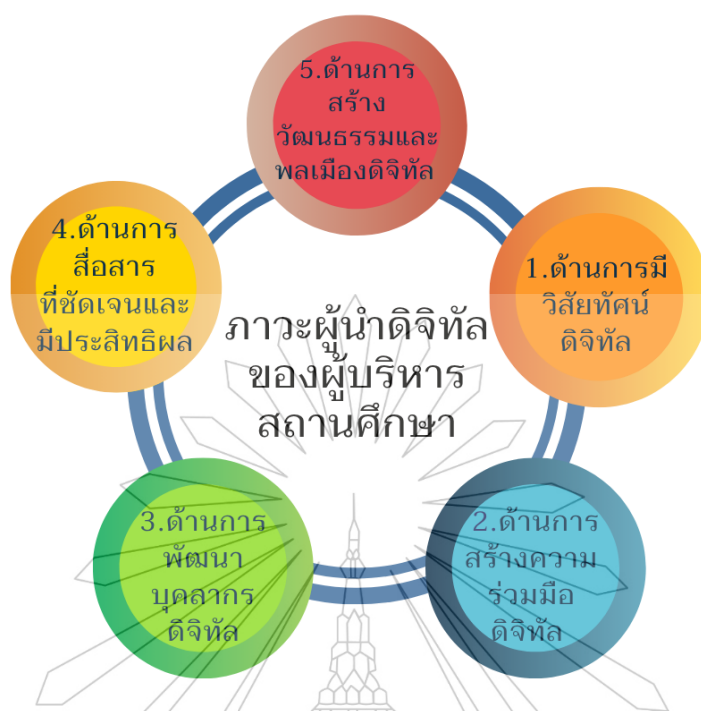 ภาวะผู้นำดิจิทัล
ของผู้บริหาร
สถานศึกษา
1.ด้านการมี
วิสัยทัศน์
ดิจิทัล
2.ด้านการ
สร้างความ
ร่วมมือ
ดิจิทัล
3.ด้านการ
พัฒนา
บุคลากร
ดิจิทัล
4.ด้านการ
สื่อสาร
ที่ชัดเจนและ
มีประสิทธิผล
5.ด้านการ
สร้าง
วัฒนธรรมและ
พลเมืองดิจิทัล